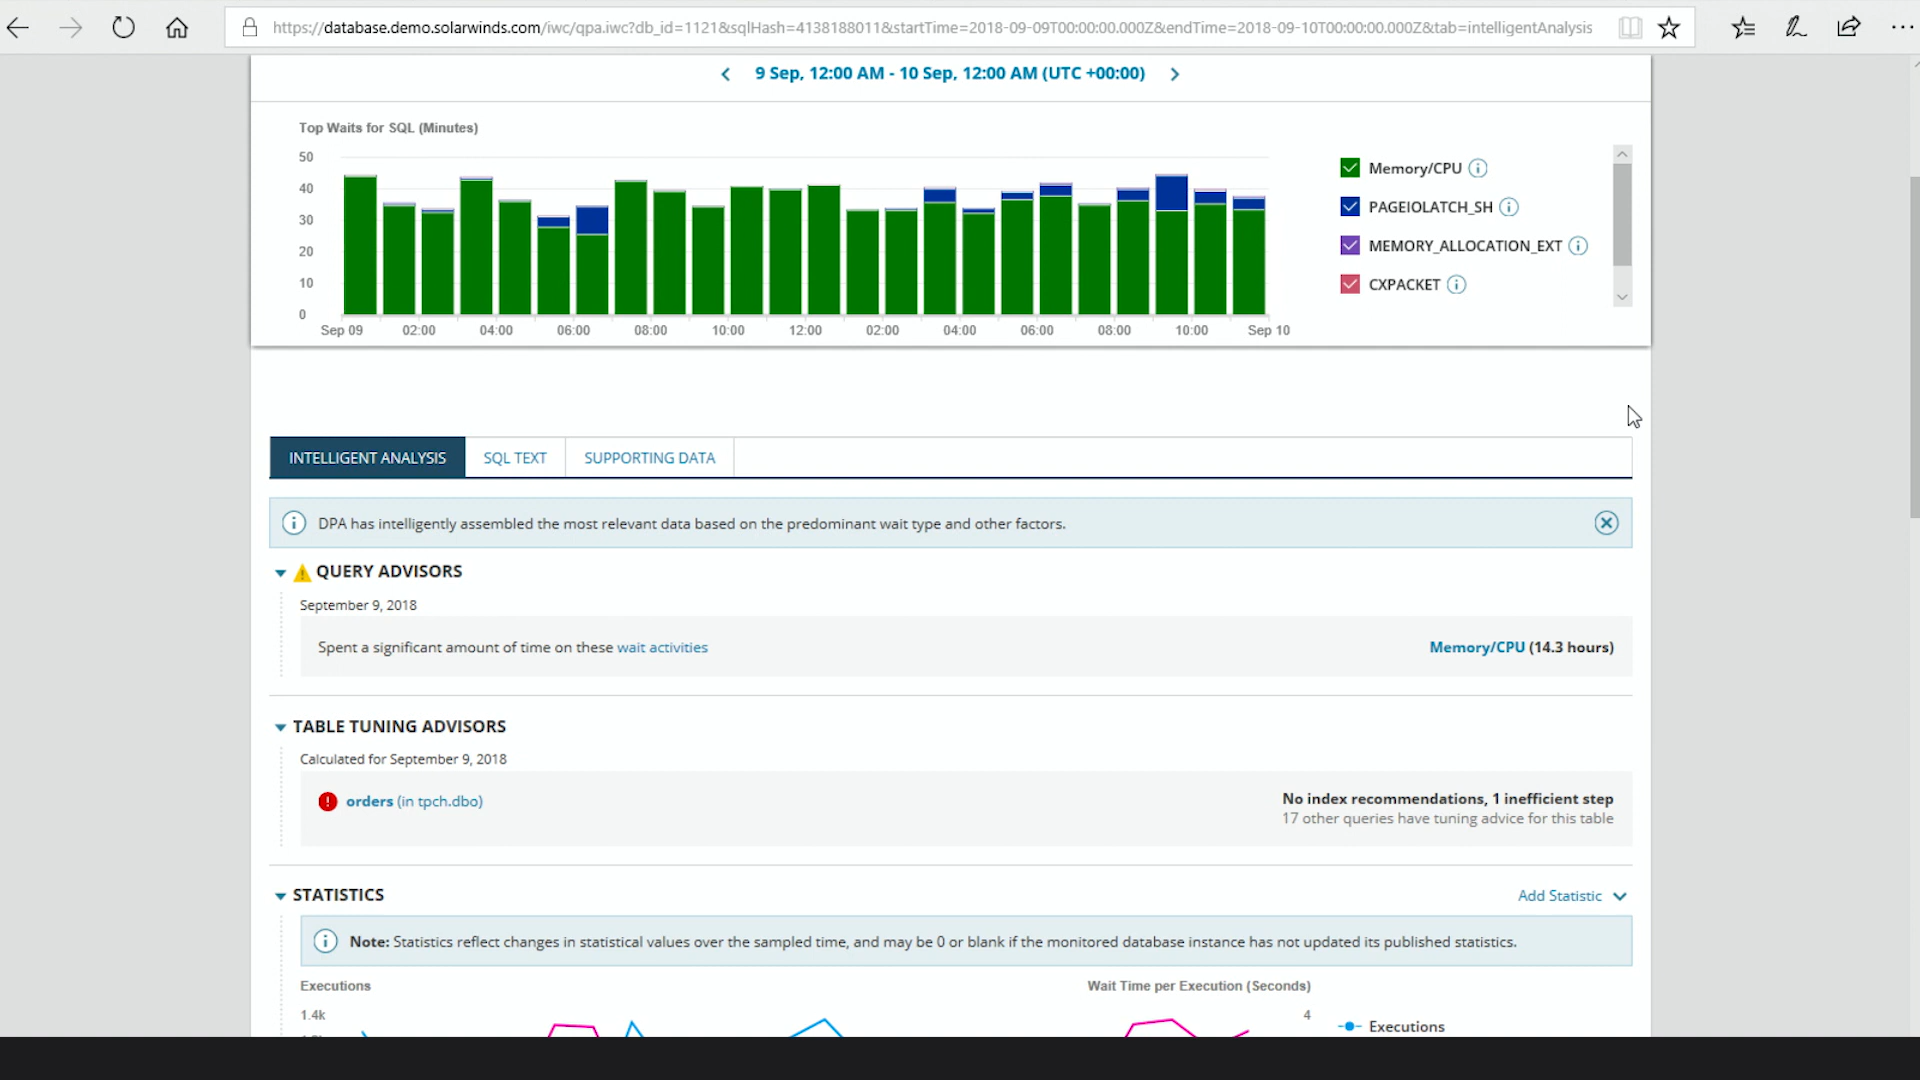 https://database.demo.solarwinds.com/iwc/qpa.iwc?db_id=1121&sqlHash=4138188011&startTime=2018-09-09T00:00:00.000Z&endTime=2018-09-10T00:00:00.000Z&tab=intelligentAnalysis
9 Sep, 12:00 AM - 10 Sep, 12:00 AM (UTC +00:00)
Top Waits for SQL (Minutes)
50
40
30
20
10
0
Sep 09 02:00 04:00 06:00 08:00 10:00 12:00 02:00 04:00 06:00 08:00 10:00 Sep 10
Memory/CPU
PAGEIOLATCH_SH
MEMORY_ALLOCATION_EXT
CXPACKET
INTELLIGENT ANALYSIS SQL TEXT SUPPORTING DATA
DPA has intelligently assembled the most relevant data based on the predominant wait type and other factors.
QUERY ADVISORS
September 9, 2018
Spent a significant amount of time on these wait activities Memory/CPU (14.3 hours)
TABLE TUNING ADVISORS
Calculated for September 9, 2018
orders (in tpch.dbo) No index recommendations, 1 inefficient step
17 other queries have tuning advice for this table
STATISTICS Add Statistic
Note: Statistics reflect changes in statistical values over the sampled time, and may be 0 or blank if the monitored database instance has not updated its published statistics.
Executions Wait Time per Execution (Seconds)
1.4k 4
Executions